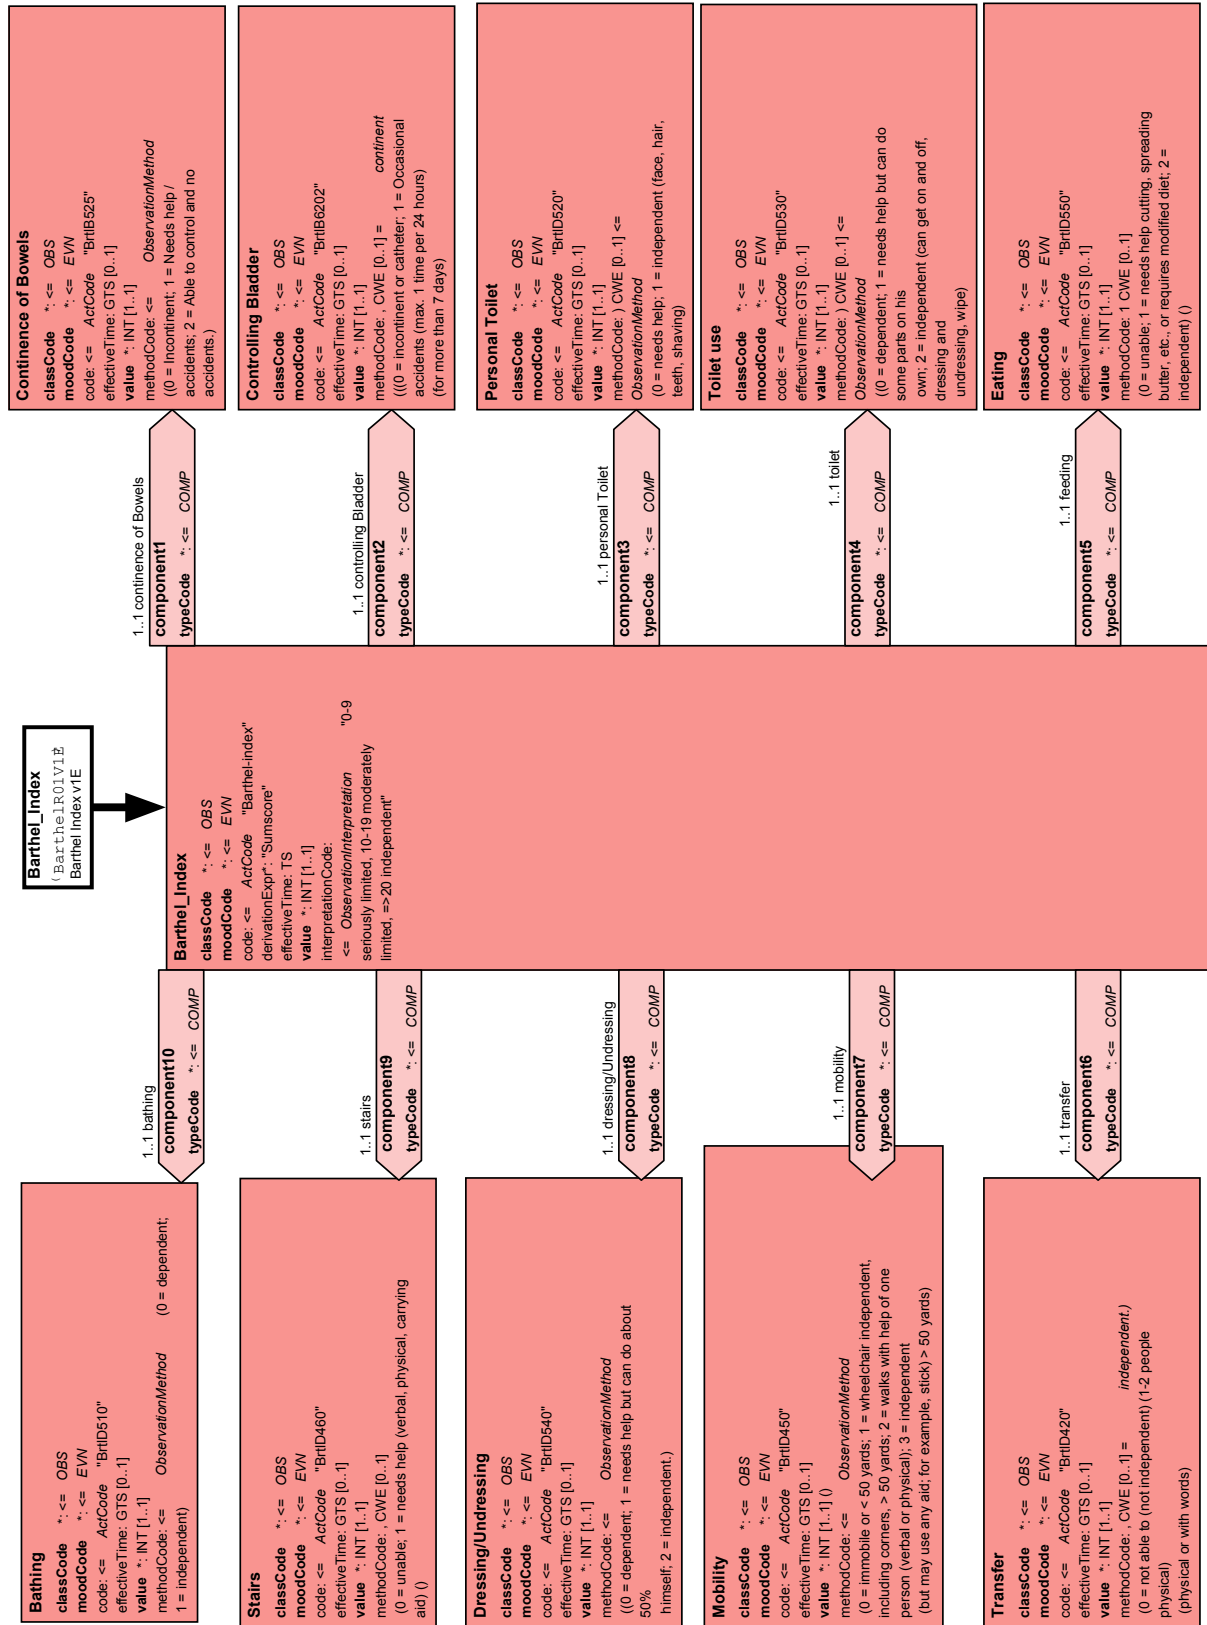 Barthel_Index
(BarthelR01V1E
Barthel Index v1E
Barthel_Index
classCode *: <= OBS
moodCode *: <= EVN
code: <= ActCode "Barthel-index"
derivationExpr*: "Sumscore"
effectiveTime: TS
value *: INT [1..1]
interpretationCode:
<= ObservationInterpretation "0-9
seriously limited, 10-19 moderately
limited, =>20 independent"
1..1 continence of Bowels
component1
typeCode *: <= COMP
Continence of Bowels
classCode *: <= OBS
moodCode *: <= EVN
code: <= ActCode "BrtlB525"
effectiveTime: GTS [0..1]
value *: INT [1..1]
methodCode: <= ObservationMethod
((0 = Incontinent; 1 = Needs help /
accidents; 2 = Able to control and no
accidents.)
1..1 controlling Bladder
component2
typeCode *: <= COMP
Controlling Bladder
classCode *: <= OBS
moodCode *: <= EVN
code: <= ActCode "BrtlB6202"
effectiveTime: GTS [0..1]
value *: INT [1..1]
methodCode: , CWE [0..1] = continent
(((0 = incontinent or catheter; 1 = Occasional
accidents (max. 1 time per 24 hours)
(for more than 7 days)
1..1 personal Toilet
component3
typeCode *: <= COMP
Personal Toilet
classCode *: <= OBS
moodCode *: <= EVN
code: <= ActCode "BrtlD520"
effectiveTime: GTS [0..1]
value *: INT [1..1]
methodCode: ) CWE [0..1] <=
ObservationMethod
(0 = needs help; 1 = independent (face, hair,
teeth, shaving)
1..1 toilet
component4
typeCode *: <= COMP
Toilet use
classCode *: <= OBS
moodCode *: <= EVN
code: <= ActCode "BrtlD530"
effectiveTime: GTS [0..1]
value *: INT [1..1]
methodCode: ) CWE [0..1] <=
ObservationMethod
((0 = dependent; 1 = needs help but can do
some parts on his
own; 2 = independent (can get on and off,
dressing and
undressing, wipe)
1..1 feeding
component5
typeCode *: <= COMP
Eating
classCode *: <= OBS
moodCode *: <= EVN
code: <= ActCode "BrtlD550"
effectiveTime: GTS [0..1]
value *: INT [1..1]
methodCode: 1 CWE [0..1]
(0 = unable; 1 = needs help cutting, spreading
butter, etc., or requires modified diet; 2 =
independent) ()
1..1 bathing
component10
typeCode *: <= COMP
Bathing
classCode *: <= OBS
moodCode *: <= EVN
code: <= ActCode "BrtlD510"
effectiveTime: GTS [0..1]
value *: INT [1..1]
methodCode: <= ObservationMethod (0 = dependent;
1 = independent)
1..1 stairs
component9
typeCode *: <= COMP
Stairs
classCode *: <= OBS
moodCode *: <= EVN
code: <= ActCode "BrtlD460"
effectiveTime: GTS [0..1]
value *: INT [1..1]
methodCode: , CWE [0..1]
(0 = unable; 1 = needs help (verbal, physical, carrying
aid) ()
1..1 dressing/Undressing
component8
typeCode *: <= COMP
Dressing/Undressing
classCode *: <= OBS
moodCode *: <= EVN
code: <= ActCode "BrtlD540"
effectiveTime: GTS [0..1]
value *: INT [1..1]
methodCode: <= ObservationMethod
((0 = dependent; 1 = needs help but can do about
50%
himself; 2 = independent.)
1..1 mobility
component7
typeCode *: <= COMP
Mobility
classCode *: <= OBS
moodCode *: <= EVN
code: <= ActCode "BrtlD450"
effectiveTime: GTS [0..1]
value *: INT [1..1] ()
methodCode: <= ObservationMethod
(0 = immobile or < 50 yards; 1 = wheelchair independent,
including corners, > 50 yards; 2 = walks with help of one
person (verbal or physical); 3 = independent
(but may use any aid; for example, stick) > 50 yards)
1..1 transfer
component6
typeCode *: <= COMP
Transfer
classCode *: <= OBS
moodCode *: <= EVN
code: <= ActCode "BrtlD420"
effectiveTime: GTS [0..1]
value *: INT [1..1]
methodCode: , CWE [0..1] = independent.)
(0 = not able to (not independent) (1-2 people
physical)
(physical or with words)